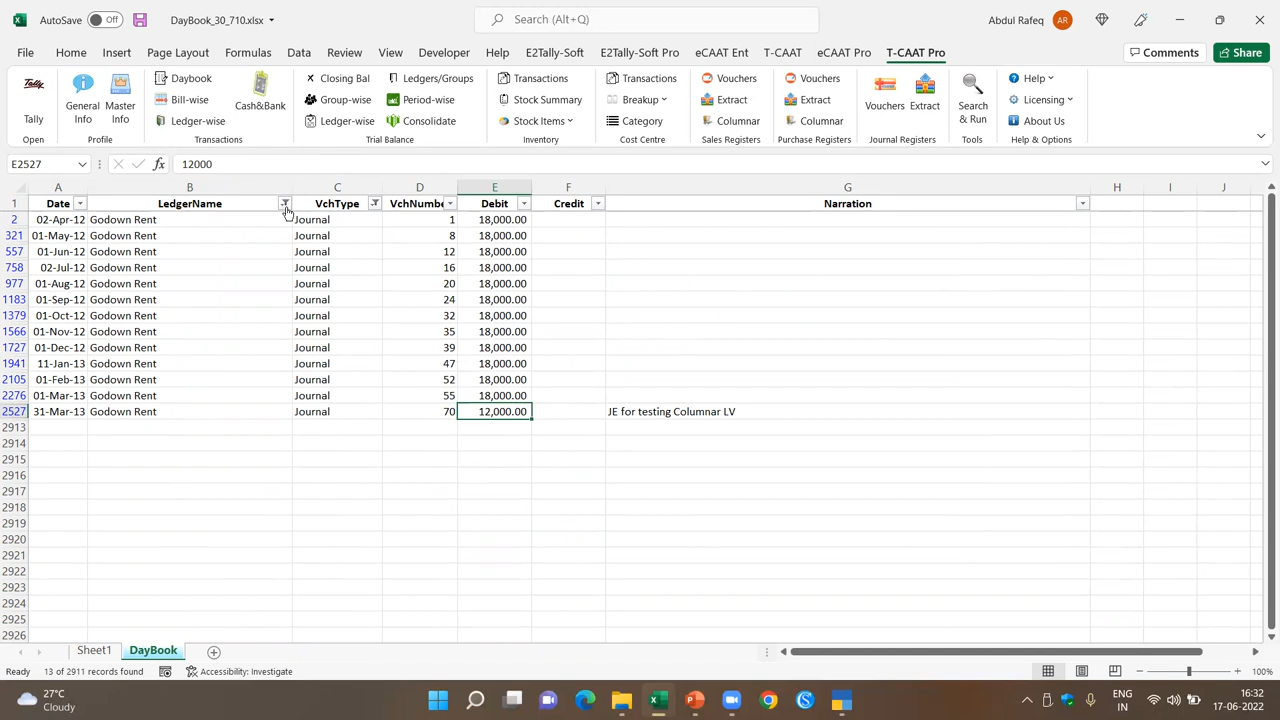 AutoSave Off DayBook_30_710.xlsx Search (Alt+Q) Abdul Rafeq AR
File Home Insert Page Layout Formulas Data Review View Developer Help E2Tally-Soft E2Tally-Soft Pro eCAAT Ent T-CAAT eCAAT Pro T-CAAT Pro Comments Share
Tally Daybook Closing Bal Ledgers/Groups Transactions Transactions Vouchers Vouchers Help
Bill-wise Group-wise Period-wise Stock Summary Breakup Extract Extract Licensing
Tally General Info Master Info Ledger-wise Cash&Bank Ledger-wise Consolidate Stock Items Category Columnar Columnar Vouchers Extract Search & Run About Us
Open Profile Transactions Trial Balance Inventory Cost Centre Sales Registers Purchase Registers Journal Registers Tools Help & Options
E2527 fx 12000
A B C D E F G H I J
1 Date LedgerName VchType VchNumbe Debit Credit Narration
2 02-Apr-12 Godown Rent Journal 1 18,000.00
321 01-May-12 Godown Rent Journal 8 18,000.00
557 01-Jun-12 Godown Rent Journal 12 18,000.00
758 02-Jul-12 Godown Rent Journal 16 18,000.00
977 01-Aug-12 Godown Rent Journal 20 18,000.00
1183 01-Sep-12 Godown Rent Journal 24 18,000.00
1379 01-Oct-12 Godown Rent Journal 32 18,000.00
1566 01-Nov-12 Godown Rent Journal 35 18,000.00
1727 01-Dec-12 Godown Rent Journal 39 18,000.00
1941 11-Jan-13 Godown Rent Journal 47 18,000.00
2105 01-Feb-13 Godown Rent Journal 52 18,000.00
2276 01-Mar-13 Godown Rent Journal 55 18,000.00
2527 31-Mar-13 Godown Rent Journal 70 12,000.00 JE for testing Columnar LV
2913
2914
2915
2916
2917
2918
2919
2920
2921
2922
2923
2924
2925
2926
Sheet1 DayBook
Ready 13 of 2911 records found Accessibility: Investigate 100%
27°C ENG 16:32
Cloudy IN 17-06-2022